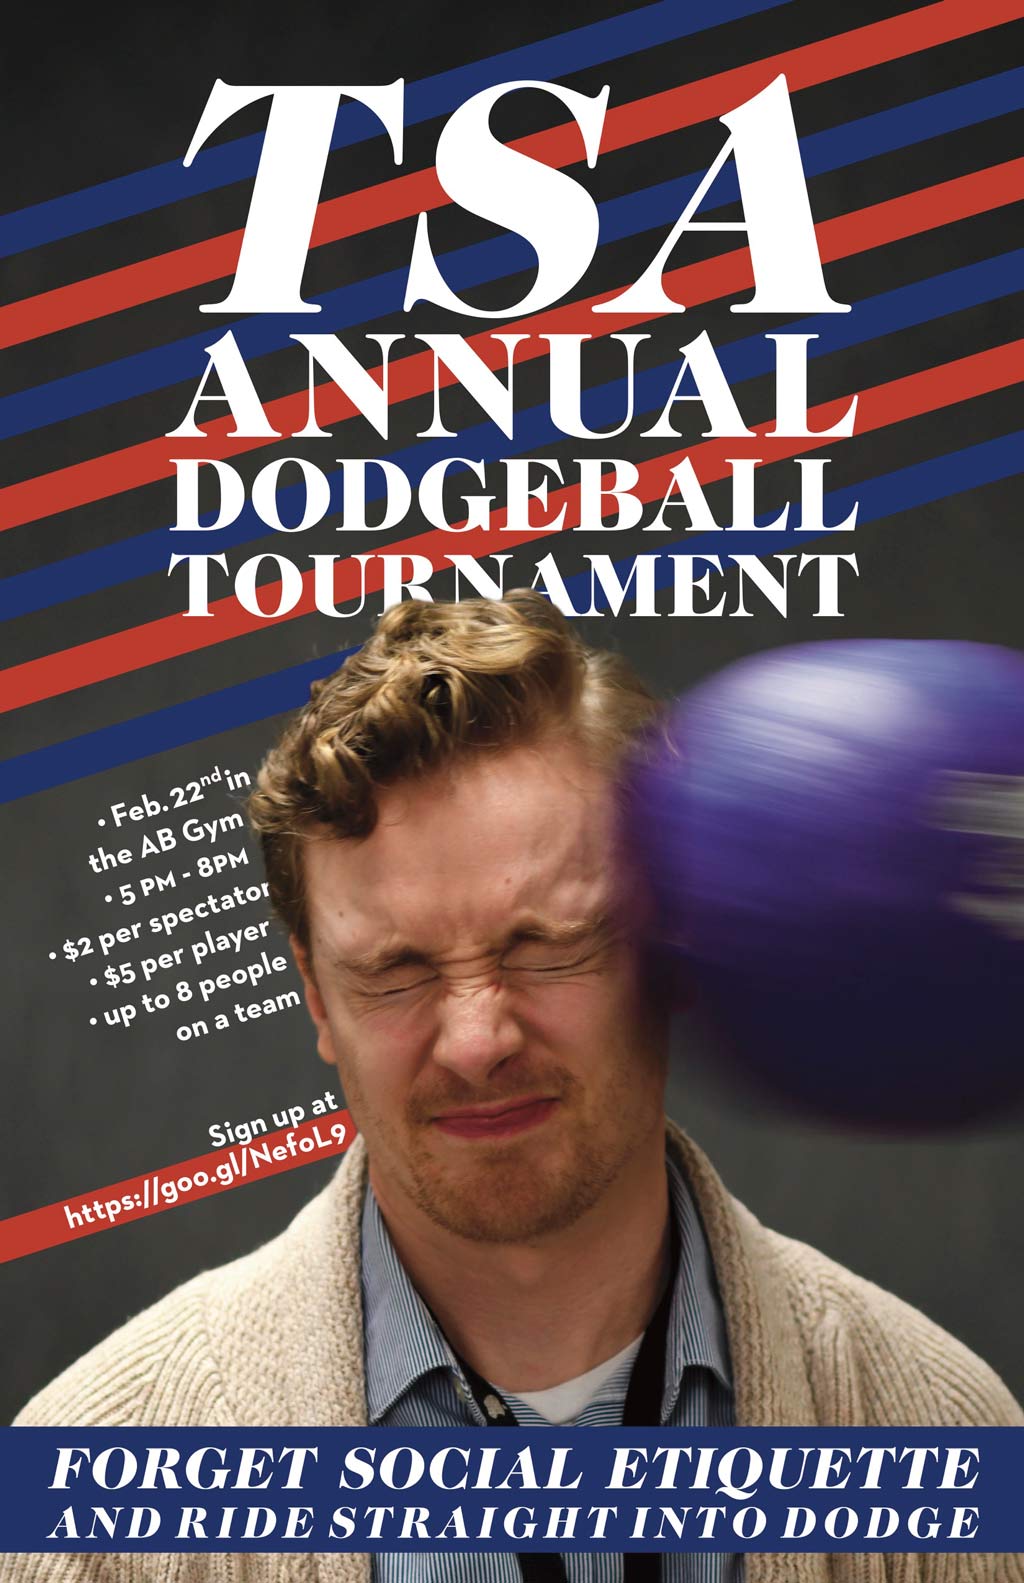 TSA
ANNUAL
DODGEBALL
TOURNAMENT
• Feb. 22nd in
the AB Gym
• 5 PM - 8PM
• $2 per spectator
• $5 per player
• up to 8 people
on a team
Sign up at
https://goo.gl/NefoL9
FORGET SOCIAL ETIQUETTE
AND RIDE STRAIGHT INTO DODGE